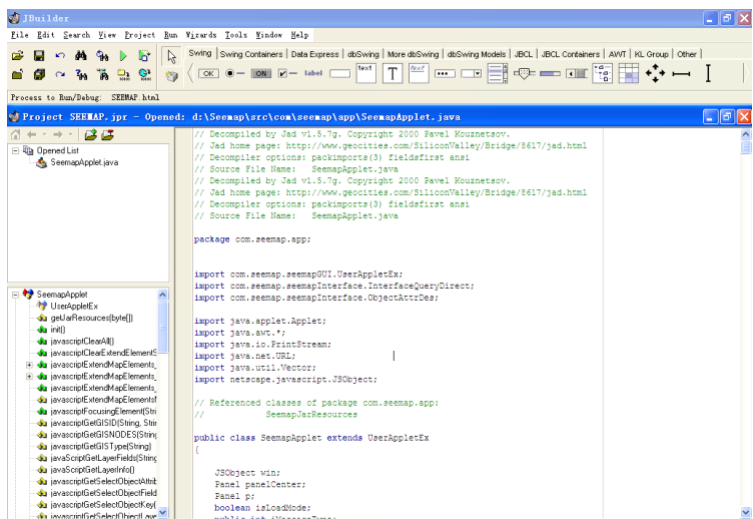 JBuilder
File Edit Search View Project Run Wizards Tools Window Help
Swing Swing Containers Data Express dbSwing More dbSwing dbSwing Models JBCL JBCL Containers AWT KL Group Other
OK ON label text T
Process to Run/Debug: SEEMAP.html
Project SEEMAP.jpr - Opened: d:\Seemap\src\com\seemap\app\SeemapApplet.java
Opened List
SeemapApplet.java
SeemapApplet
UserAppletEx
getJarResources(byte[])
init()
javascriptClearAll()
javascriptClearExtendElementS
javascriptExtendMapElements_
javascriptExtendMapElements_
javascriptExtendMapElements_
javascriptExtendMapElements
javascriptFocusingElement(Stri
javascriptGetGISID(String, Strin
javascriptGetGISNODES(String
javascriptGetGISType(String)
javaScriptGetLayerFields(String
javaScriptGetLayerInfo()
javascriptGetSelectObjectAttrib
javascriptGetSelectObjectField
javascriptGetSelectObjectKey(
javascriptGetSelectObjectLaye
// Decompiled by Jad v1.5.7g. Copyright 2000 Pavel Kouznetsov.
// Jad home page: http://www.geocities.com/SiliconValley/Bridge/8617/jad.html
// Decompiler options: packimports(3) fieldsfirst ansi
// Source File Name:   SeemapApplet.java
// Decompiled by Jad v1.5.7g. Copyright 2000 Pavel Kouznetsov.
// Jad home page: http://www.geocities.com/SiliconValley/Bridge/8617/jad.html
// Decompiler options: packimports(3) fieldsfirst ansi
// Source File Name:   SeemapApplet.java
package com.seemap.app;
import com.seemap.seemapGUI.UserAppletEx;
import com.seemap.seemapInterface.InterfaceQueryDirect;
import com.seemap.seemapInterface.ObjectAttrDes;
import java.applet.Applet;
import java.awt.*;
import java.io.PrintStream;
import java.net.URL;
import java.util.Vector;
import netscape.javascript.JSObject;
// Referenced classes of package com.seemap.app:
//            SeemapJarResources
public class SeemapApplet extends UserAppletEx
{
JSObject win;
Panel panelCenter;
Panel p;
boolean isLoadMode;
public int